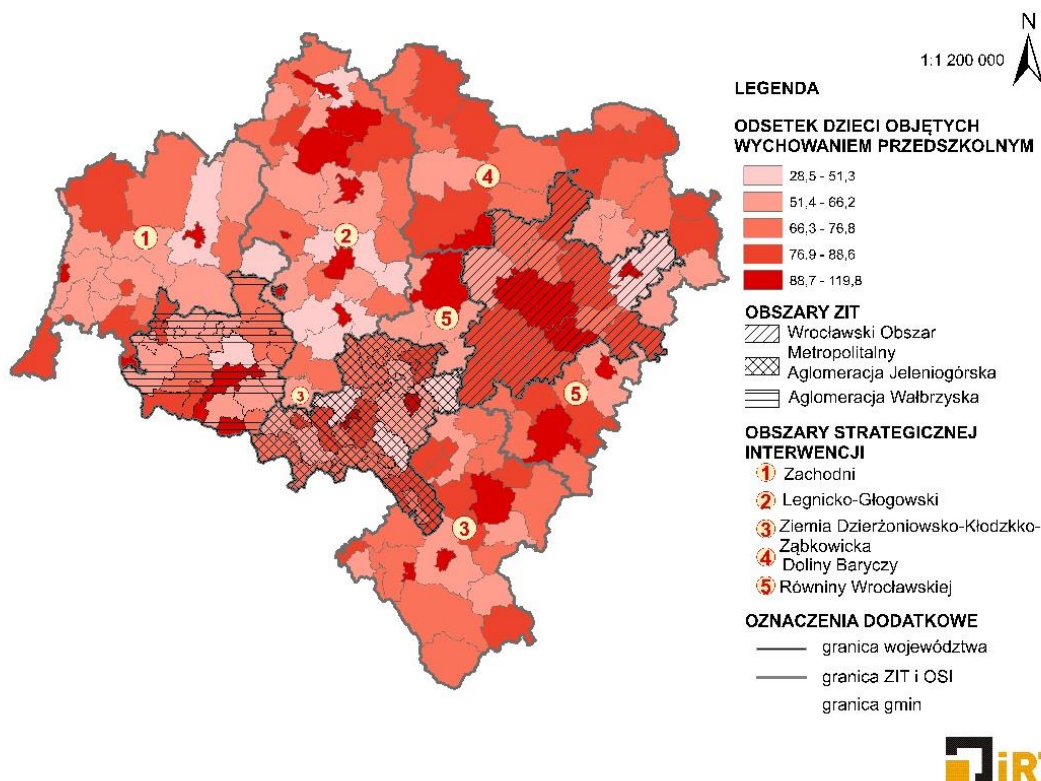 N
1:1 200 000
LEGENDA
ODSETEK DZIECI OBJĘTYCH
WYCHOWANIEM PRZEDSZKOLNYM
28,5 - 51,3
51,4 - 66,2
66,3 - 76,8
76,9 - 88,6
88,7 - 119,8
OBSZARY ZIT
Wrocławski Obszar
Metropolitalny
Aglomeracja Jeleniogórska
Aglomeracja Wałbrzyska
OBSZARY STRATEGICZNEJ
INTERWENCJI
1 Zachodni
2 Legnicko-Głogowski
3 Ziemia Dzierżoniowsko-Kłodzkko-
Ząbkowicka
4 Doliny Baryczy
5 Równiny Wrocławskiej
OZNACZENIA DODATKOWE
granica województwa
granica ZIT i OSI
granica gmin
1
2
4
5
3
5
3
iRT